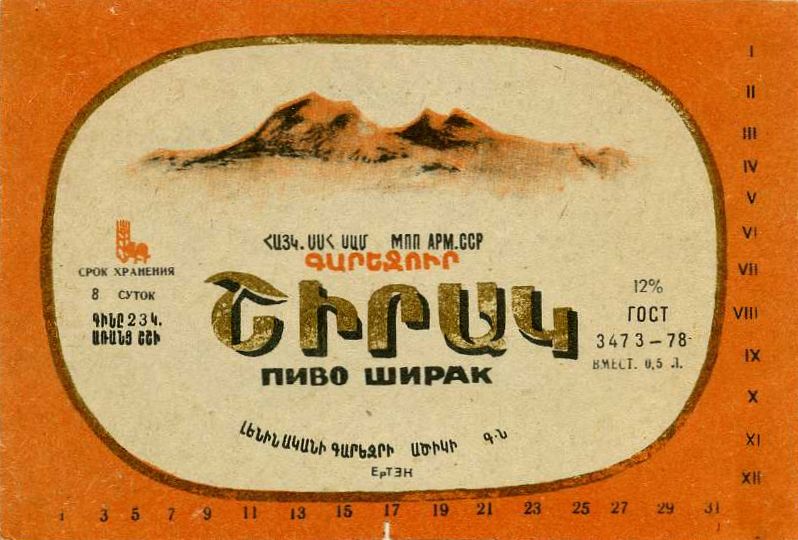 ՀԱՅԿ. ՍՍՀ ՍԱՄ МПП АРМ.ССР
ԳԱՐԵՋՈՒՐ
ՇԻՐԱԿ
ПИВО ШИРАК
СРОК ХРАНЕНИЯ
8 СУТОК
ԳԻՆԸ 23 Կ.
ԱՌԱՆՑ ՇՇԻ
12%
ГОСТ
3473-78
ВМЕСТ. 0,5 Л.
ԼԵՆԻՆԱԿԱՆԻ ԳԱՐԵՋՐԻ ԱԾԻԿԻ Գ-Ն
ЕрТЭН
I
II
III
IV
V
VI
VII
VIII
IX
X
XI
XII
1 3 5 7 9 11 13 15 17 19 21 23 25 27 29 31